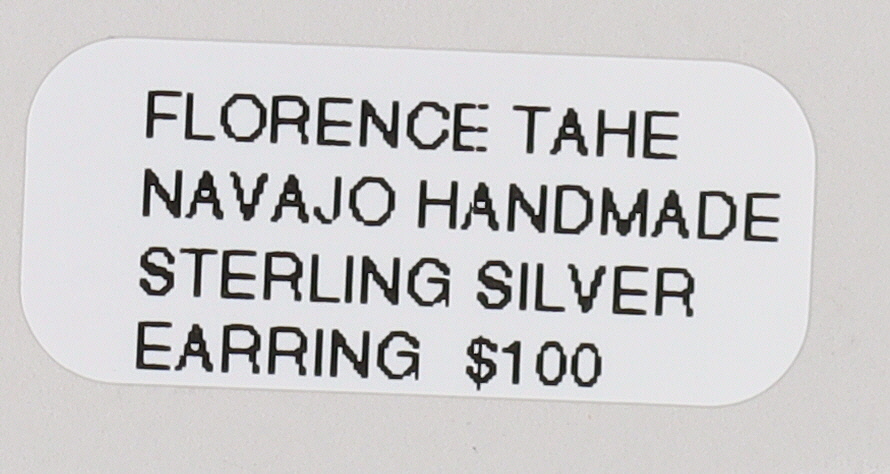 FLORENCE TAHE
NAVAJO HANDMADE
STERLING SILVER
EARRING $100